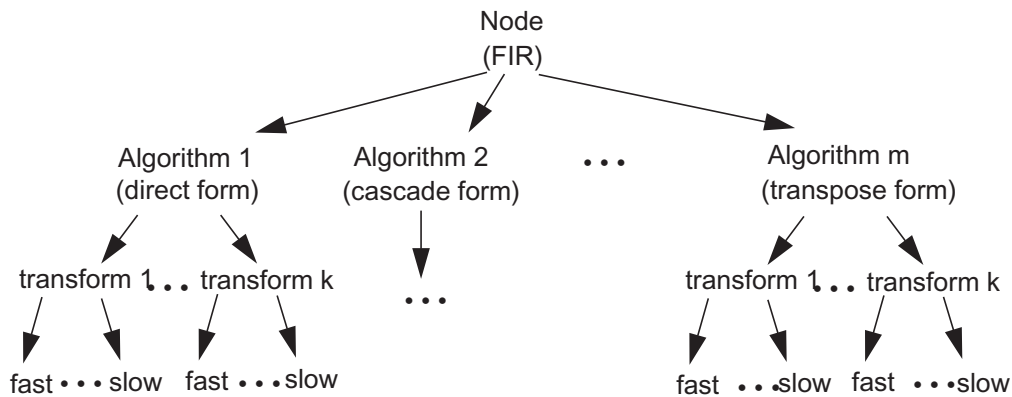 Node
(FIR)
Algorithm 1
(direct form)
Algorithm 2
(cascade form)
• • •
Algorithm m
(transpose form)
transform 1 • • • transform k
• • •
transform 1 • • • transform k
fast • • • slow fast • • • slow
fast • • • slow fast • • • slow